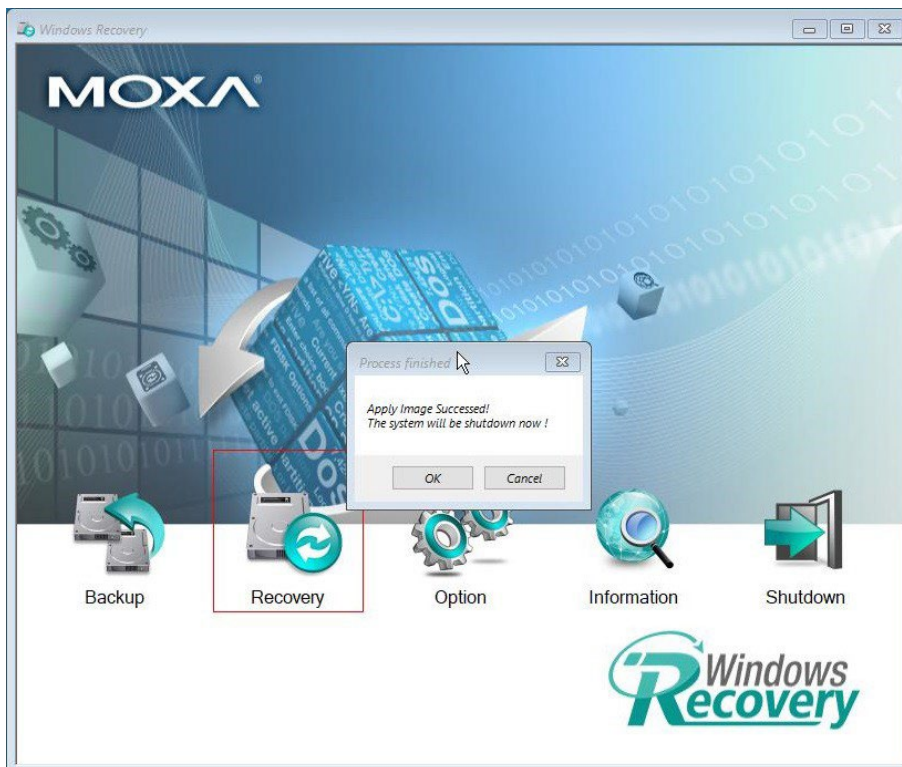 Windows Recovery
MOXA®
Process finished
Apply Image Successed!
The system will be shutdown now !
OK
Cancel
Backup
Recovery
Option
Information
Shutdown
Windows
Recovery